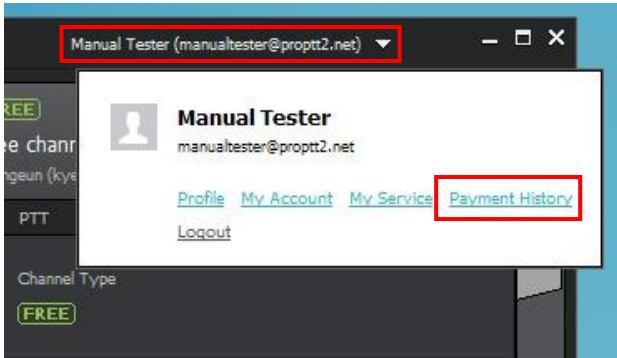 Manual Tester (manualtester@proptt2.net)
Manual Tester
manualtester@proptt2.net
Profile My Account My Service Payment History
Logout
PTT
Channel Type
FREE